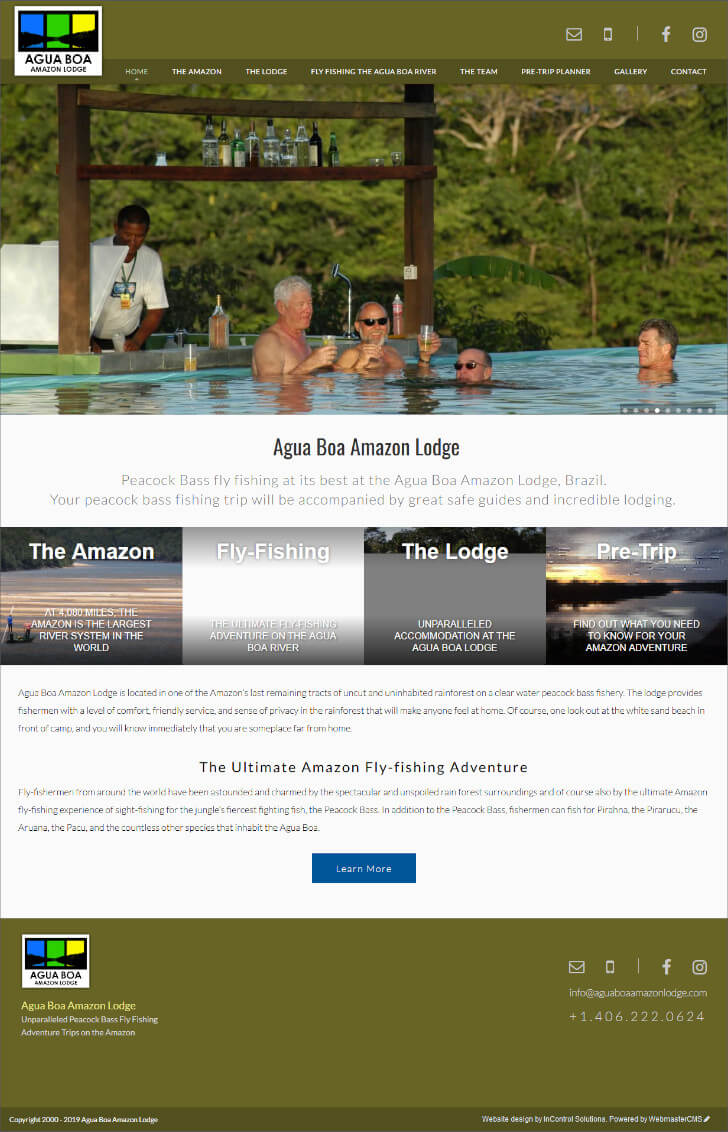 AGUA BOA
AMAZON LODGE
HOME
THE AMAZON
THE LODGE
FLY FISHING THE AGUA BOA RIVER
THE TEAM
PRE-TRIP PLANNER
GALLERY
CONTACT
Agua Boa Amazon Lodge
Peacock Bass fly fishing at its best at the Agua Boa Amazon Lodge, Brazil.
Your peacock bass fishing trip will be accompanied by great safe guides and incredible lodging.
The Amazon
AT 4,080 MILES, THE
AMAZON IS THE LARGEST
RIVER SYSTEM IN THE
WORLD
Fly-Fishing
THE ULTIMATE FLY-FISHING
ADVENTURE ON THE AGUA
BOA RIVER
The Lodge
UNPARALLELED
ACCOMMODATION AT THE
AGUA BOA LODGE
Pre-Trip
FIND OUT WHAT YOU NEED
TO KNOW FOR YOUR
AMAZON ADVENTURE
Agua Boa Amazon Lodge is located in one of the Amazon's last remaining tracts of uncut and uninhabited rainforest on a clear water peacock bass fishery. The lodge provides
fishermen with a level of comfort, friendly service, and sense of privacy in the rainforest that will make anyone feel at home. Of course, one look out at the white sand beach in
front of camp, and you will know immediately that you are someplace far from home.
The Ultimate Amazon Fly-fishing Adventure
Fly-fishermen from around the world have been astounded and charmed by the spectacular and unspoiled rain forest surroundings and of course also by the ultimate Amazon
fly-fishing experience of sight-fishing for the jungle's fiercest fighting fish, the Peacock Bass. In addition to the Peacock Bass, fishermen can fish for Pirahna, the Pirarucu, the
Aruana, the Pacu, and the countless other species that inhabit the Agua Boa.
Learn More
AGUA BOA
AMAZON LODGE
Agua Boa Amazon Lodge
Unparalleled Peacock Bass Fly Fishing
Adventure Trips on the Amazon
info@aguaboaamazonlodge.com
+1.406.222.0624
Copyright 2000 - 2019 Agua Boa Amazon Lodge
Website design by InControl Solutions. Powered by WebmasterCMS